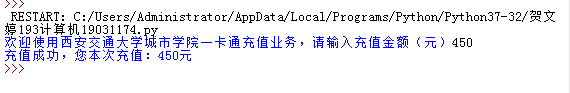 >>>
 RESTART: C:/Users/Administrator/AppData/Local/Programs/Python/Python37-32/贺文
婷193计算机19031174.py
欢迎使用西安交通大学城市学院一卡通充值业务，请输入充值金额（元）450
充值成功，您本次充值：450元
>>>